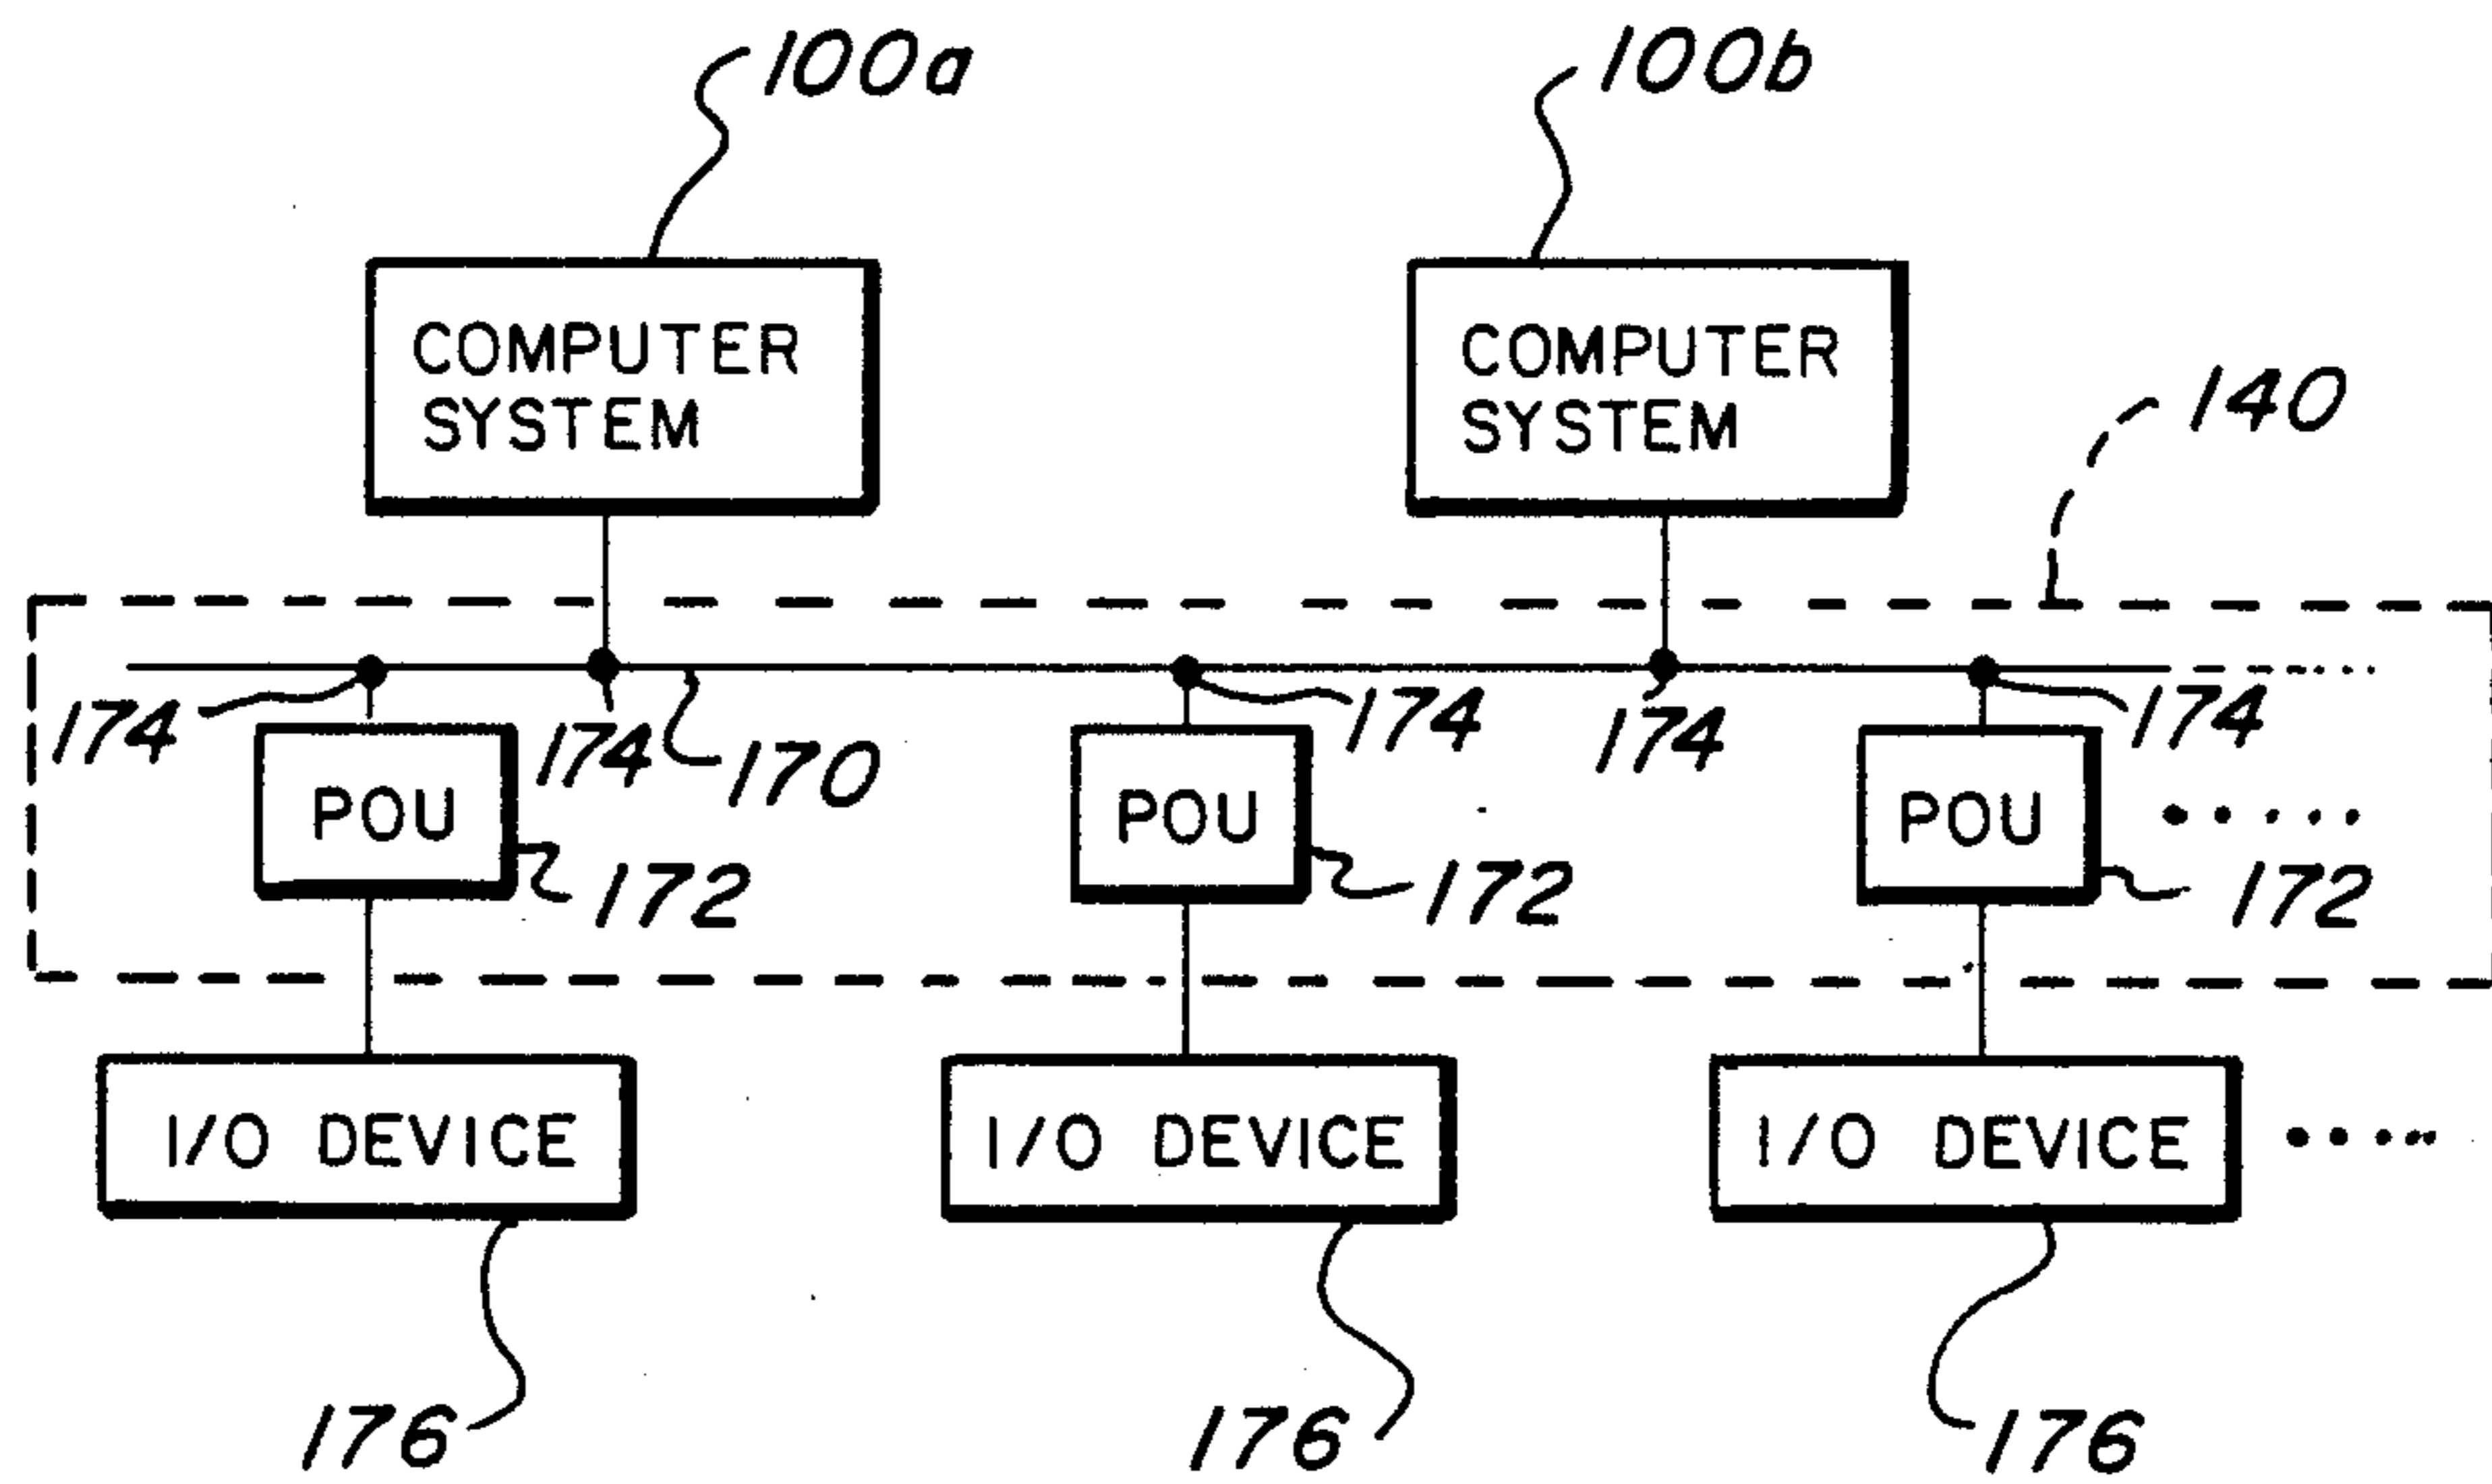 100a
100b
COMPUTER
SYSTEM
COMPUTER
SYSTEM
140
174
174
170
174
174
174
POU
172
POU
172
POU
172
I/O DEVICE
I/O DEVICE
I/O DEVICE
176
176
176